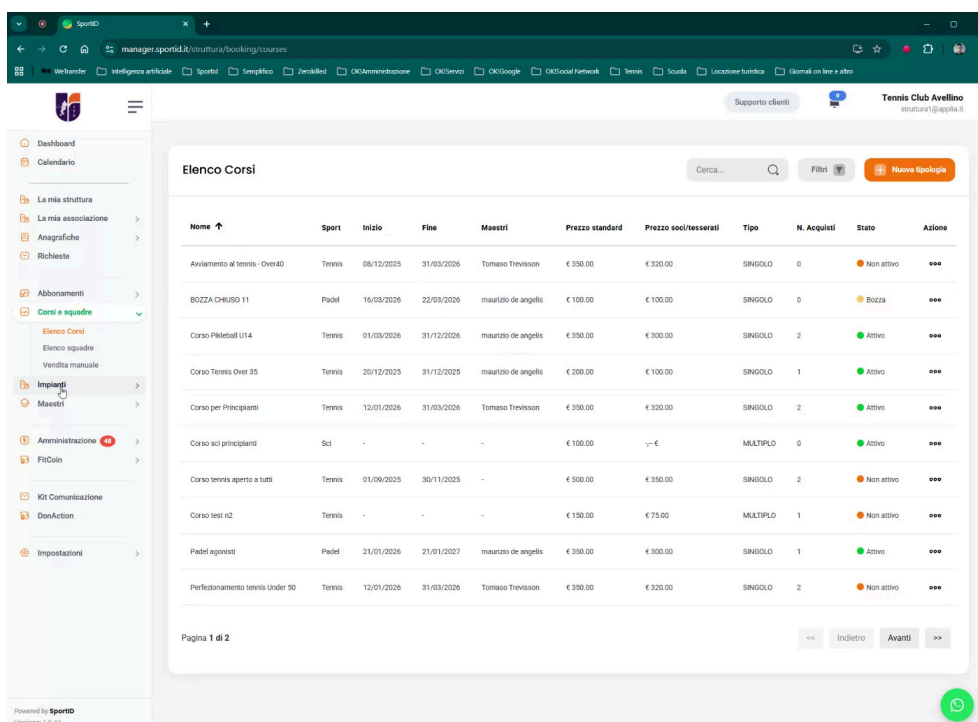 SportID
manager.sportid.it/struttura/booking/courses
WeTransfer Intelligenza artificiale SportId Semplifico Zerokilled OK!Amministrazione OK!Servizi OK!Google OK!Social Network Tennis Scuola Locazione turistica Giornali on line e altro
Supporto clienti
0
Tennis Club Avellino
struttura1@applia.it
Dashboard
Calendario
La mia struttura
La mia associazione
Anagrafiche
Richieste
Abbonamenti
Corsi e squadre
Elenco Corsi
Elenco squadre
Vendita manuale
Impianti
Maestri
Amministrazione 48
FitCoin
Kit Comunicazione
DonAction
Impostazioni
Powered by SportID
Elenco Corsi
Cerca...
Filtri
Nuova tipologia
Nome Sport Inizio Fine Maestri Prezzo standard Prezzo soci/tesserati Tipo N. Acquisti Stato Azione
Avviamento al tennis - Over40 Tennis 08/12/2025 31/03/2026 Tomaso Trevisson € 350.00 € 320.00 SINGOLO 0 Non attivo
BOZZA CHIUSO 11 Padel 16/03/2026 22/03/2026 maurizio de angelis € 100.00 € 100.00 SINGOLO 0 Bozza
Corso Pikleball U14 Tennis 01/03/2026 31/12/2026 maurizio de angelis € 350.00 € 300.00 SINGOLO 2 Attivo
Corso Tennis Over 35 Tennis 20/12/2025 31/12/2025 maurizio de angelis € 200.00 € 100.00 SINGOLO 1 Attivo
Corso per Principianti Tennis 12/01/2026 31/03/2026 Tomaso Trevisson € 350.00 € 320.00 SINGOLO 2 Attivo
Corso sci principianti Sci - - - € 100.00 -,-- € MULTIPLO 0 Attivo
Corso tennis aperto a tutti Tennis 01/09/2025 30/11/2025 - € 500.00 € 350.00 SINGOLO 2 Non attivo
Corso test n2 Tennis - - - € 150.00 € 75.00 MULTIPLO 1 Non attivo
Padel agonisti Padel 21/01/2026 21/01/2027 maurizio de angelis € 350.00 € 300.00 SINGOLO 1 Attivo
Perfezionamento tennis Under 50 Tennis 12/01/2026 31/03/2026 Tomaso Trevisson € 350.00 € 320.00 SINGOLO 2 Non attivo
Pagina 1 di 2
<< Indietro Avanti >>